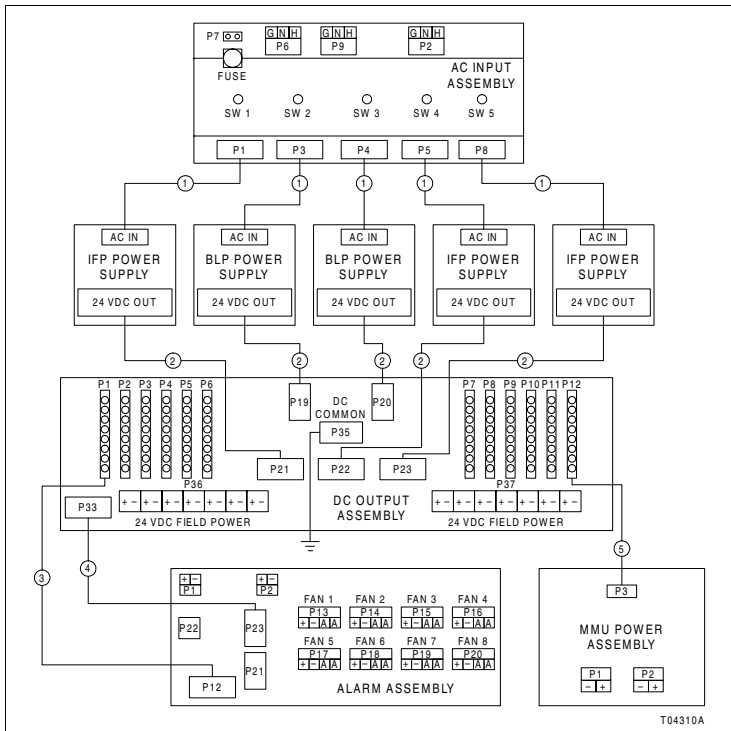 P7
G N H
P6
G N H
P9
G N H
P2
FUSE
AC INPUT
ASSEMBLY
SW 1
SW 2
SW 3
SW 4
SW 5
P1
P3
P4
P5
P8
1
1
1
1
1
AC IN
IFP POWER
SUPPLY
24 VDC OUT
AC IN
BLP POWER
SUPPLY
24 VDC OUT
AC IN
BLP POWER
SUPPLY
24 VDC OUT
AC IN
IFP POWER
SUPPLY
24 VDC OUT
AC IN
IFP POWER
SUPPLY
24 VDC OUT
2
2
2
2
2
P1 P2 P3 P4 P5 P6
P19
DC
COMMON
P20
P35
P7 P8 P9 P10 P11 P12
P21
P22
P23
P33
P36
+ - + - + - + - + - + - + -
24 VDC FIELD POWER
DC OUTPUT
ASSEMBLY
P37
+ - + - + - + - + - + - + -
24 VDC FIELD POWER
3
4
5
+ -
P1
+ -
P2
P22
P23
P21
P12
FAN 1
P13
+ - A A
FAN 2
P14
+ - A A
FAN 3
P15
+ - A A
FAN 4
P16
+ - A A
FAN 5
P17
+ - A A
FAN 6
P18
+ - A A
FAN 7
P19
+ - A A
FAN 8
P20
+ - A A
ALARM ASSEMBLY
P3
MMU POWER
ASSEMBLY
P1
- +
P2
- +
T04310A